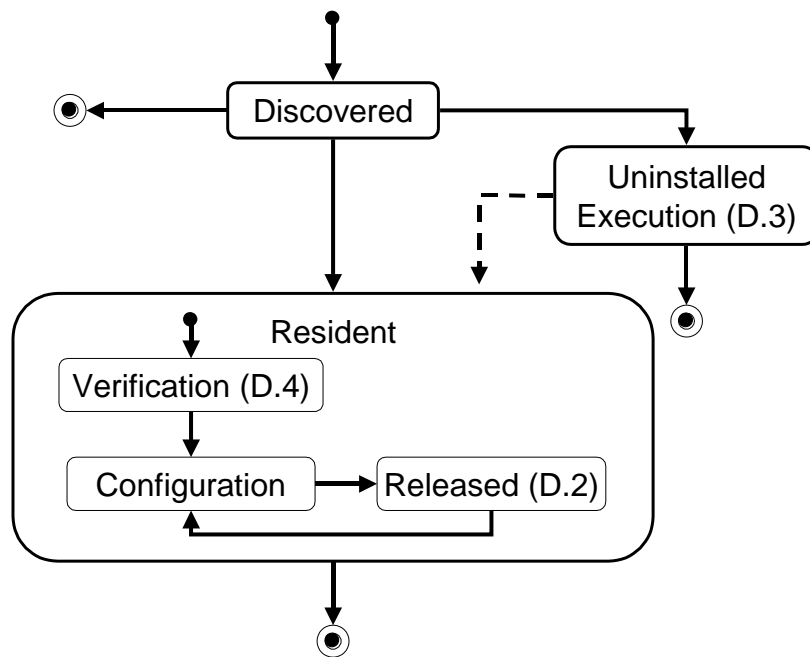 Discovered
Uninstalled
Execution (D.3)
Resident
Verification (D.4)
Configuration
Released (D.2)